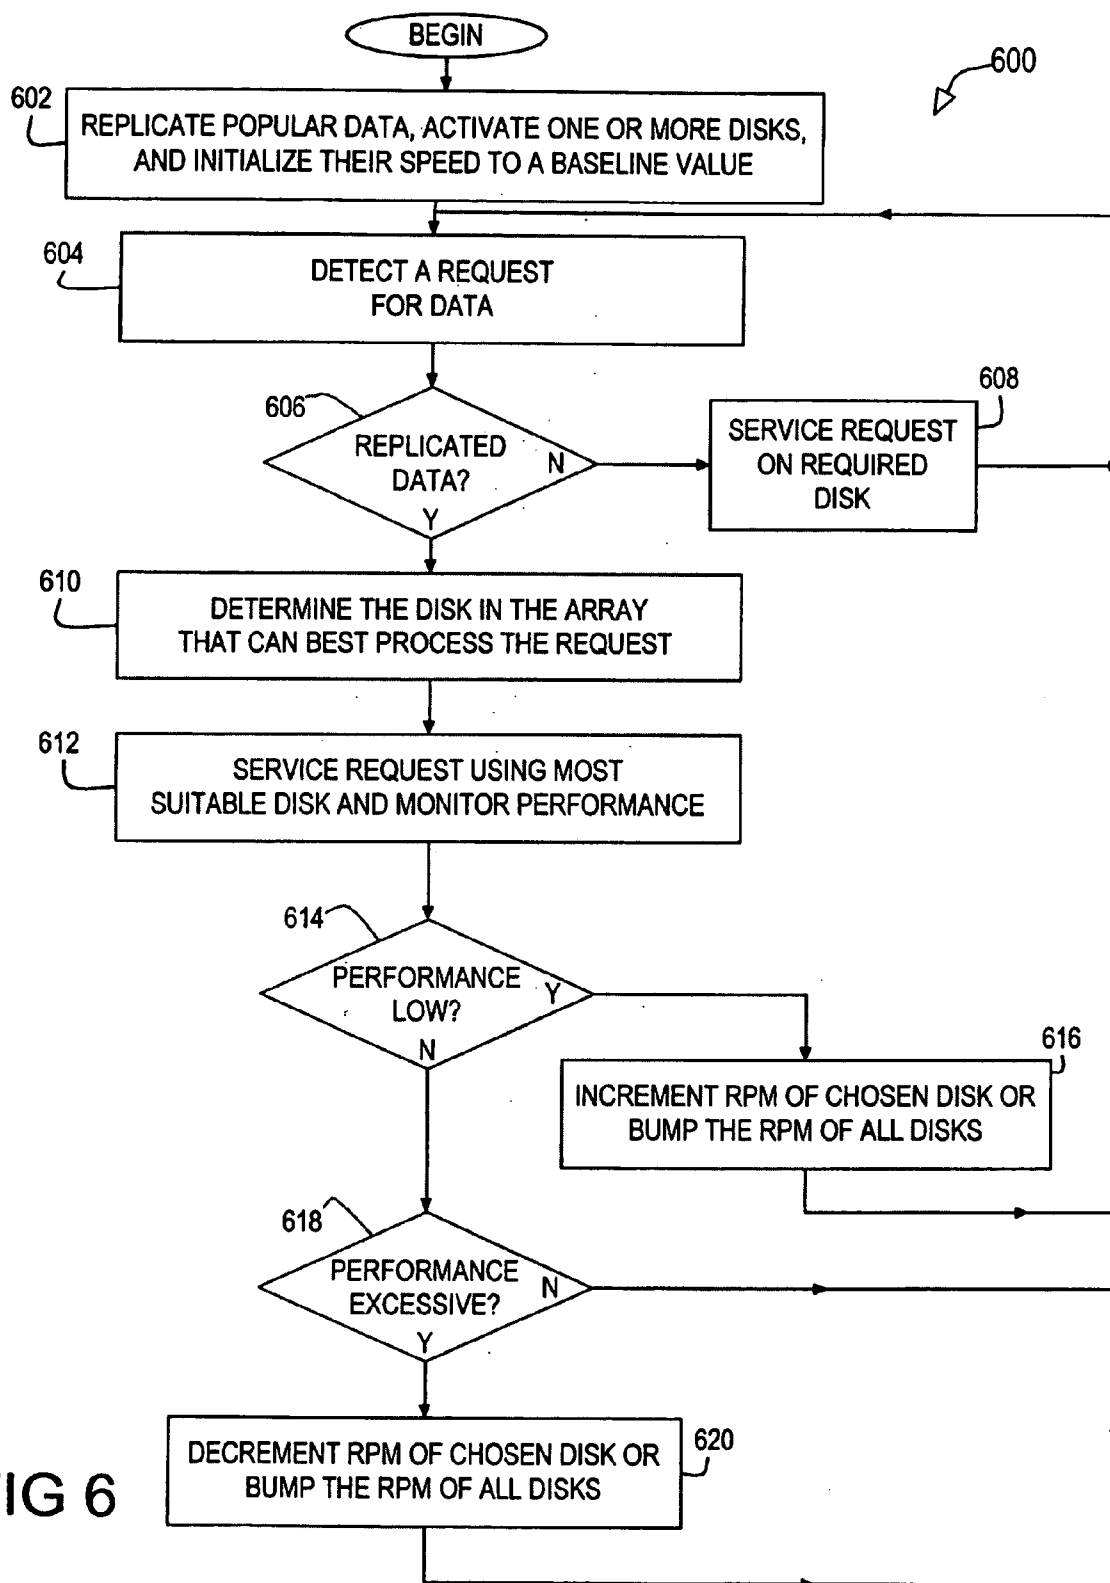 BEGIN
600
602
REPLICATE POPULAR DATA, ACTIVATE ONE OR MORE DISKS,
AND INITIALIZE THEIR SPEED TO A BASELINE VALUE
604
DETECT A REQUEST
FOR DATA
606
REPLICATED
DATA?
N
Y
608
SERVICE REQUEST
ON REQUIRED
DISK
610
DETERMINE THE DISK IN THE ARRAY
THAT CAN BEST PROCESS THE REQUEST
612
SERVICE REQUEST USING MOST
SUITABLE DISK AND MONITOR PERFORMANCE
614
PERFORMANCE
LOW?
Y
N
616
INCREMENT RPM OF CHOSEN DISK OR
BUMP THE RPM OF ALL DISKS
618
PERFORMANCE
EXCESSIVE?
N
Y
620
DECREMENT RPM OF CHOSEN DISK OR
BUMP THE RPM OF ALL DISKS
IG 6